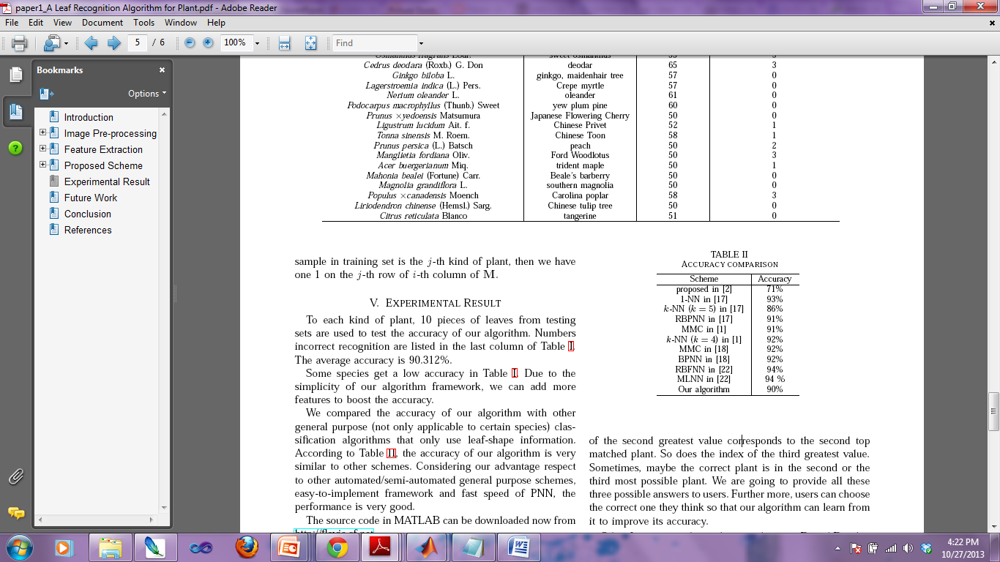 paper1_A Leaf Recognition Algorithm for Plant.pdf - Adobe Reader
File Edit View Document Tools Window Help
5 / 6 100% Find
Bookmarks
Options
Introduction
Image Pre-processing
Feature Extraction
Proposed Scheme
Experimental Result
Future Work
Conclusion
References
Osmanthus fragrans Lour. sweet osmanthus
Cedrus deodara (Roxb.) G. Don deodar 65 3
Ginkgo biloba L. ginkgo, maidenhair tree 57 0
Lagerstroemia indica (L.) Pers. Crepe myrtle 57 0
Nerium oleander L. oleander 61 0
Podocarpus macrophyllus (Thunb.) Sweet yew plum pine 60 0
Prunus ×yedoensis Matsumura Japanese Flowering Cherry 50 0
Ligustrum lucidum Ait. f. Chinese Privet 52 1
Tonna sinensis M. Roem. Chinese Toon 58 1
Prunus persica (L.) Batsch peach 50 2
Manglietia fordiana Oliv. Ford Woodlotus 50 3
Acer buergerianum Miq. trident maple 50 1
Mahonia bealei (Fortune) Carr. Beale's barberry 50 0
Magnolia grandiflora L. southern magnolia 50 0
Populus ×canadensis Moench Carolina poplar 58 3
Liriodendron chinense (Hemsl.) Sarg. Chinese tulip tree 50 0
Citrus reticulata Blanco tangerine 51 0
sample in training set is the j-th kind of plant, then we have
one 1 on the j-th row of i-th column of M.
V. EXPERIMENTAL RESULT
To each kind of plant, 10 pieces of leaves from testing
sets are used to test the accuracy of our algorithm. Numbers
incorrect recognition are listed in the last column of Table I.
The average accuracy is 90.312%.
Some species get a low accuracy in Table I. Due to the
simplicity of our algorithm framework, we can add more
features to boost the accuracy.
We compared the accuracy of our algorithm with other
general purpose (not only applicable to certain species) clas-
sification algorithms that only use leaf-shape information.
According to Table II, the accuracy of our algorithm is very
similar to other schemes. Considering our advantage respect
to other automated/semi-automated general purpose schemes,
easy-to-implement framework and fast speed of PNN, the
performance is very good.
The source code in MATLAB can be downloaded now from
TABLE II
ACCURACY COMPARISON
Scheme Accuracy
proposed in [2] 71%
1-NN in [17] 93%
k-NN (k = 5) in [17] 86%
RBPNN in [17] 91%
MMC in [1] 91%
k-NN (k = 4) in [1] 92%
MMC in [18] 92%
BPNN in [18] 92%
RBFNN in [22] 94%
MLNN in [22] 94 %
Our algorithm 90%
of the second greatest value corresponds to the second top
matched plant. So does the index of the third greatest value.
Sometimes, maybe the correct plant is in the second or the
third most possible plant. We are going to provide all these
three possible answers to users. Further more, users can choose
the correct one they think so that our algorithm can learn from
it to improve its accuracy.
4:22 PM
10/27/2013